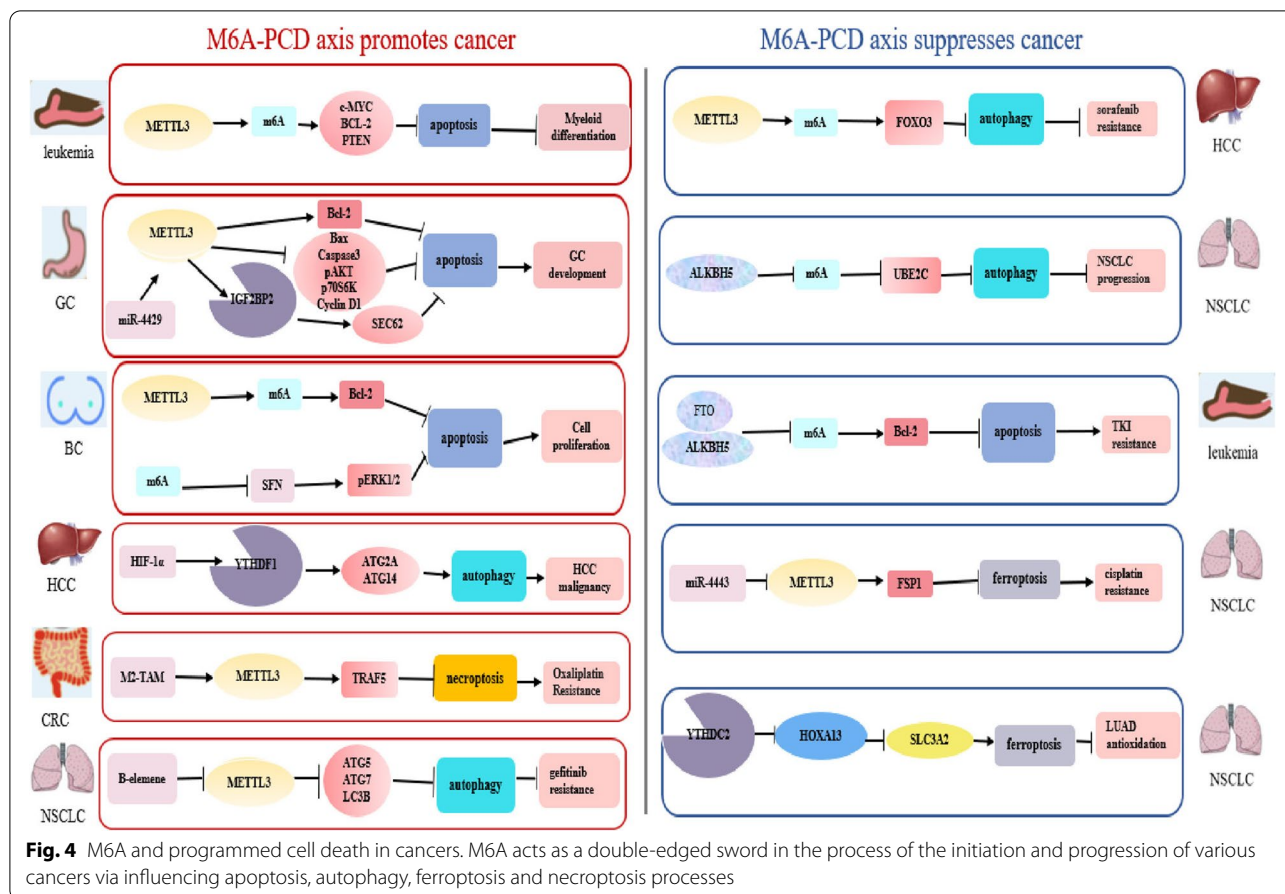 M6A-PCD axis promotes cancer
leukemia
METTL3
m6A
c-MYC
BCL-2
PTEN
apoptosis
Myeloid
differentiation
GC
METTL3
miR-4429
IGF2BP2
Bcl-2
Bax
Caspase3
pAKT
p70S6K
Cyclin D1
SEC62
apoptosis
GC
development
BC
METTL3
m6A
Bcl-2
m6A
SFN
pERK1/2
apoptosis
Cell
proliferation
HCC
HIF-1α
YTHDF1
ATG2A
ATG14
autophagy
HCC
malignancy
CRC
M2-TAM
METTL3
TRAF5
necroptosis
Oxaliplatin
Resistance
NSCLC
B-elemene
METTL3
ATG5
ATG7
LC3B
autophagy
gefitinib
resistance
M6A-PCD axis suppresses cancer
METTL3
m6A
FOXO3
autophagy
sorafenib
resistance
HCC
ALKBH5
m6A
UBE2C
autophagy
NSCLC
progression
NSCLC
FTO
ALKBH5
m6A
Bcl-2
apoptosis
TKI
resistance
leukemia
miR-4443
METTL3
FSP1
ferroptosis
cisplatin
resistance
NSCLC
YTHDC2
HOXA13
SLC3A2
ferroptosis
LUAD
antioxidation
NSCLC
Fig. 4 M6A and programmed cell death in cancers. M6A acts as a double-edged sword in the process of the initiation and progression of various
cancers via influencing apoptosis, autophagy, ferroptosis and necroptosis processes